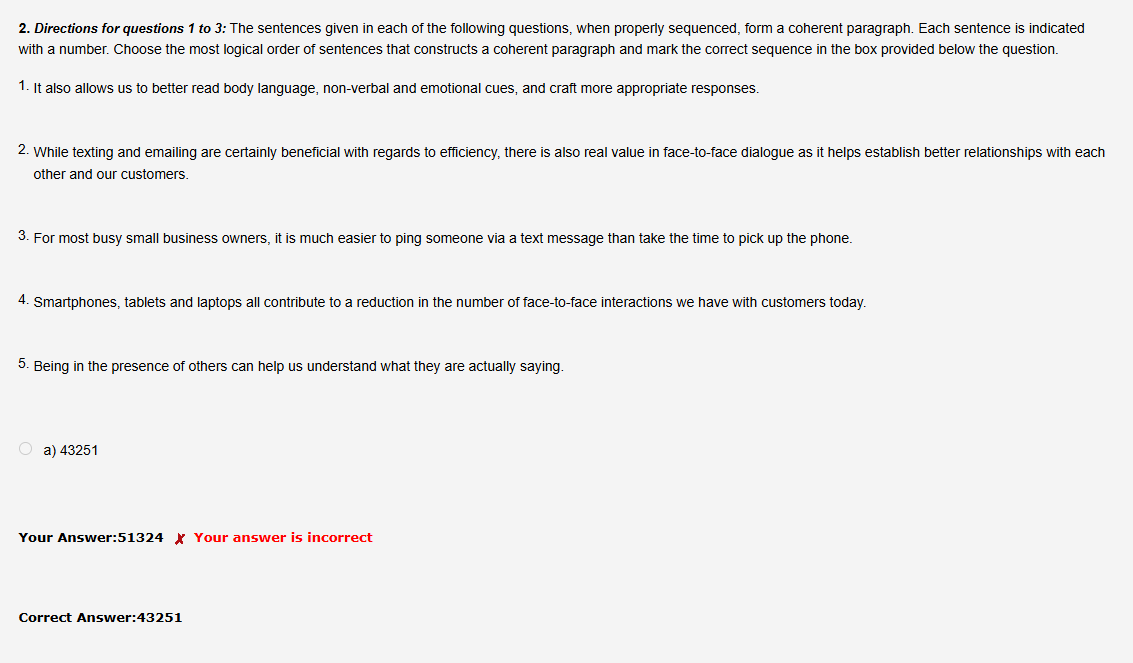 2. Directions for questions 1 to 3: The sentences given in each of the following questions, when properly sequenced, form a coherent paragraph. Each sentence is indicated
with a number. Choose the most logical order of sentences that constructs a coherent paragraph and mark the correct sequence in the box provided below the question.
1. It also allows us to better read body language, non-verbal and emotional cues, and craft more appropriate responses.
2. While texting and emailing are certainly beneficial with regards to efficiency, there is also real value in face-to-face dialogue as it helps establish better relationships with each
other and our customers.
3. For most busy small business owners, it is much easier to ping someone via a text message than take the time to pick up the phone.
4. Smartphones, tablets and laptops all contribute to a reduction in the number of face-to-face interactions we have with customers today.
5. Being in the presence of others can help us understand what they are actually saying.
a) 43251
Your Answer:51324 ✗ Your answer is incorrect
Correct Answer:43251